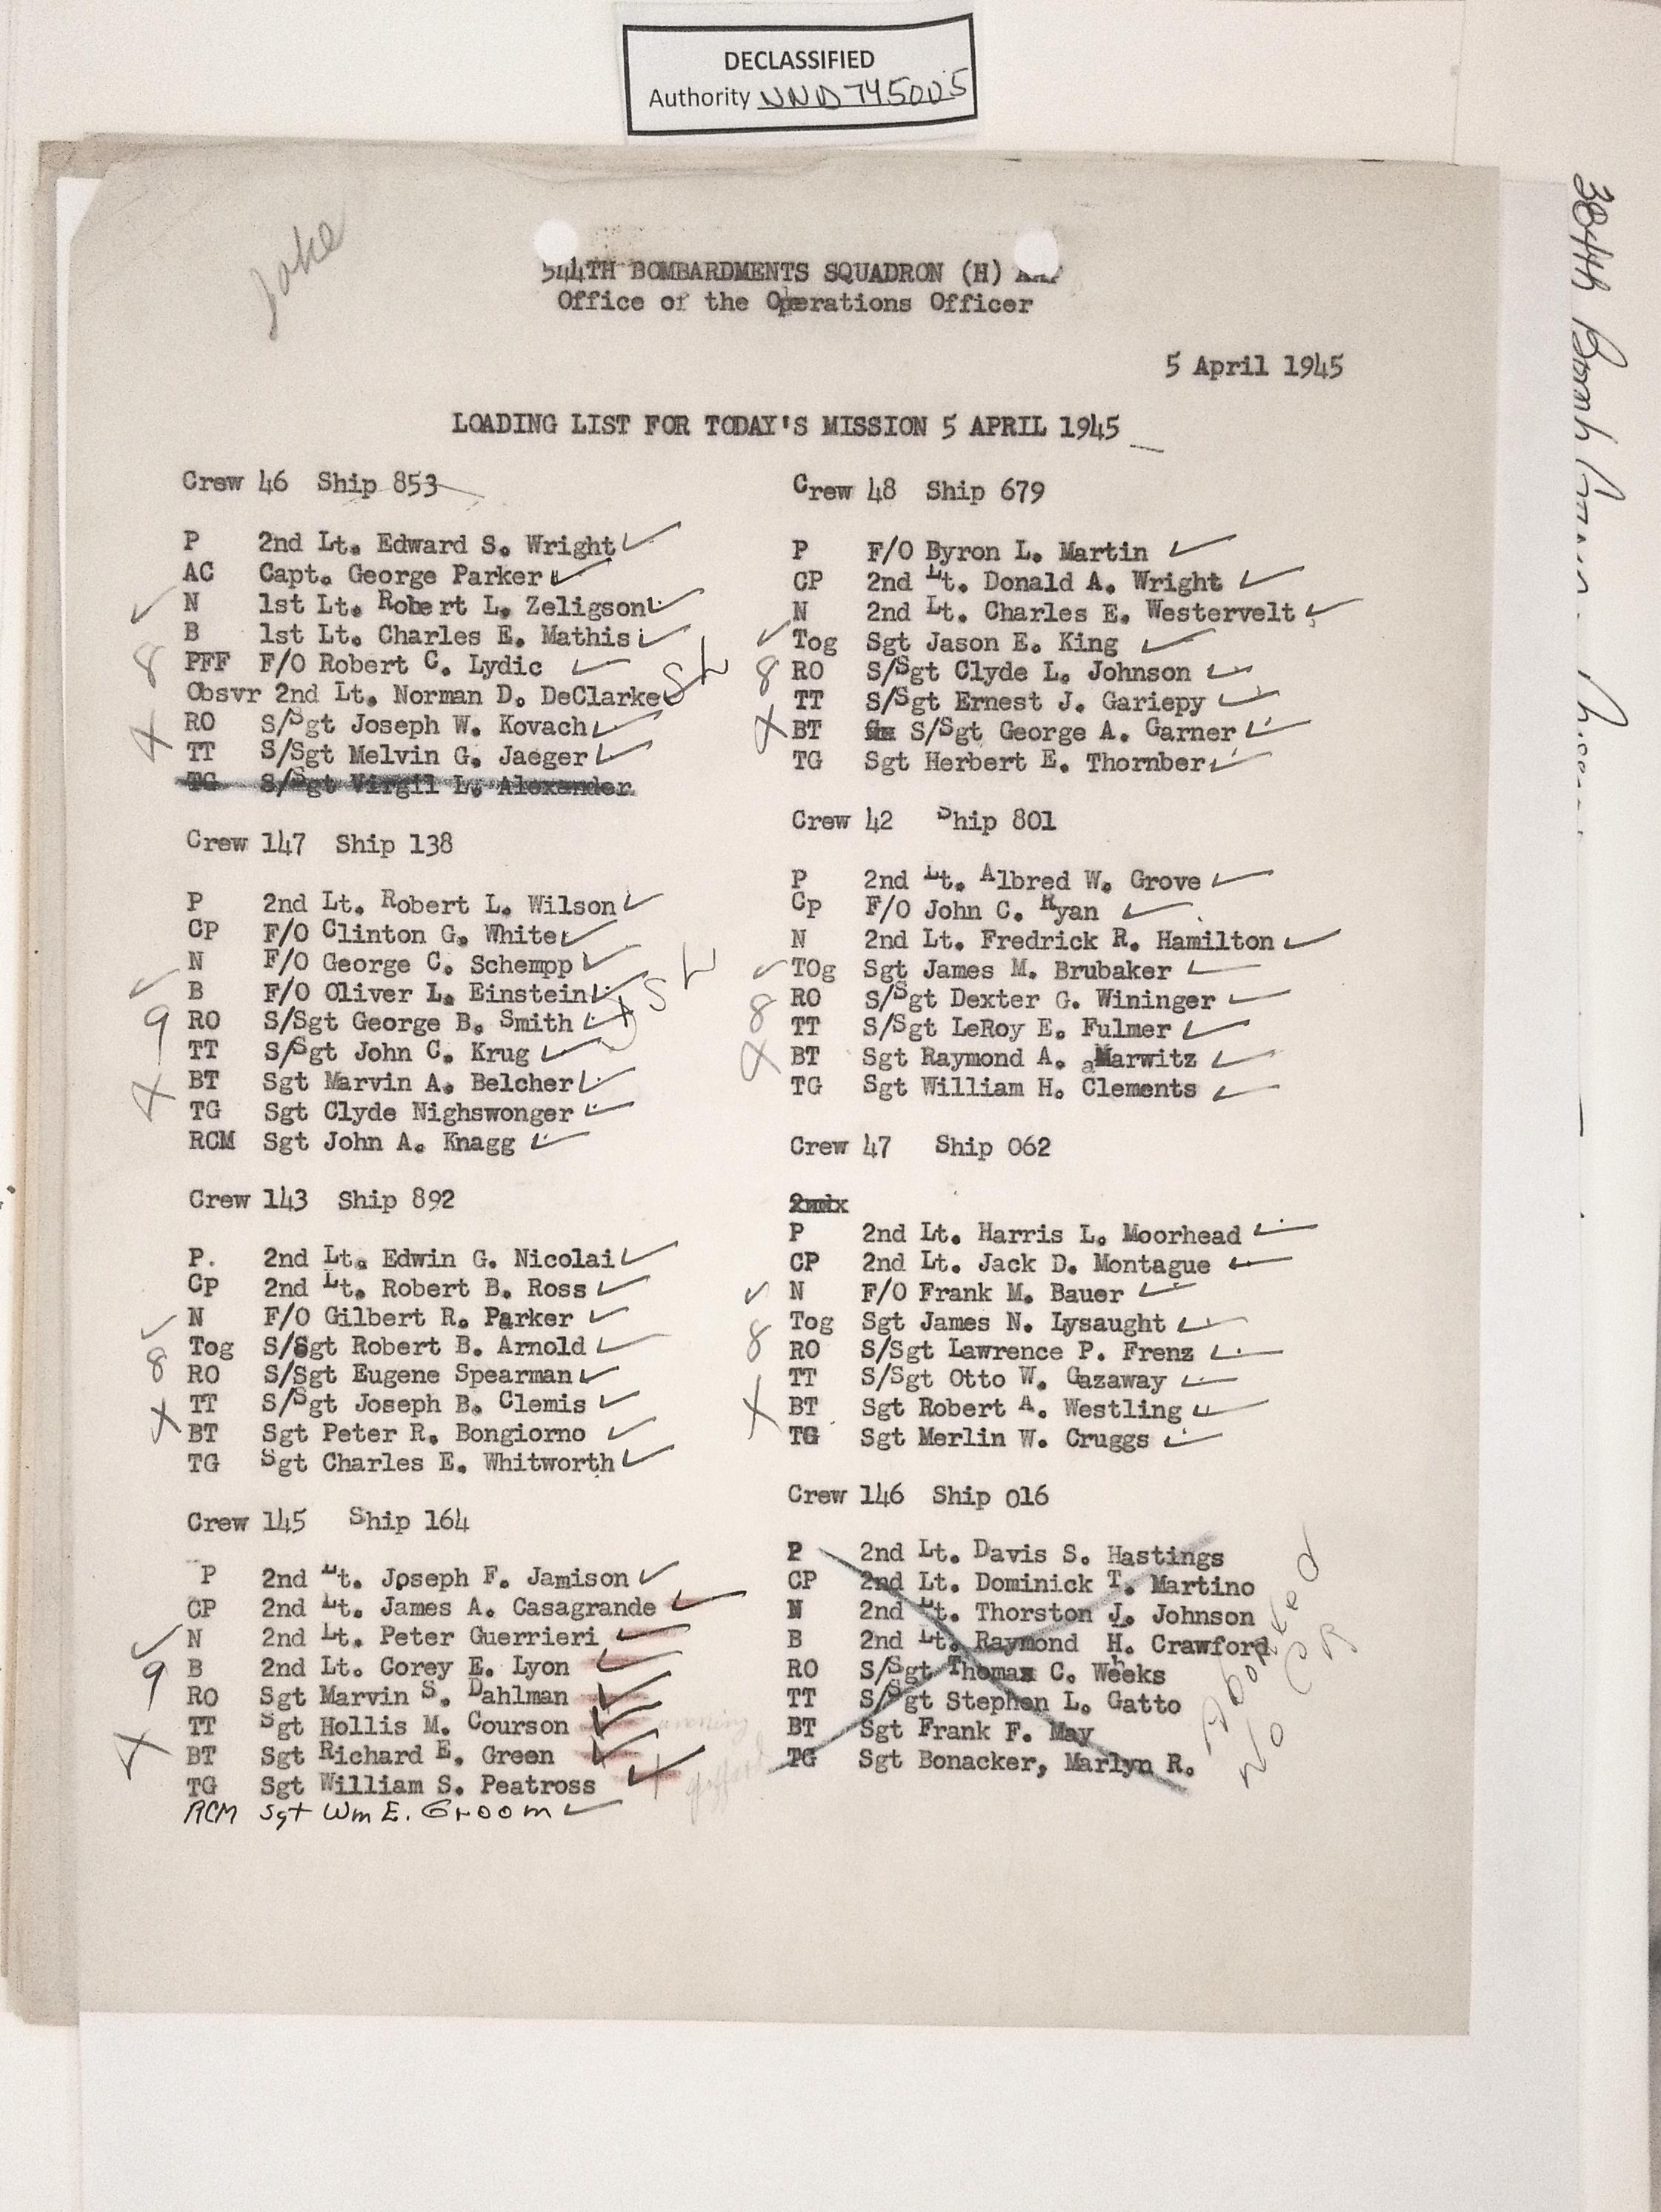 DECLASSIFIED
Authority NND 745005
Jake
544TH BOMBARDMENTS SQUADRON (H) AAF
Office of the Operations Officer
5 April 1945
LOADING LIST FOR TODAY'S MISSION 5 APRIL 1945
Crew 46 Ship 853
P 2nd Lt. Edward S. Wright
AC Capt. George Parker
N 1st Lt. Robert L. Zeligson
B 1st Lt. Charles E. Mathis
8 PFF F/O Robert C. Lydic
Obsvr 2nd Lt. Norman D. DeClarke SW
RO S/Sgt Joseph W. Kovach
X TT S/Sgt Melvin G. Jaeger
TG S/Sgt Virgil L. Alexander
Crew 147 Ship 138
P 2nd Lt. Robert L. Wilson
CP F/O Clinton G. White
N F/O George C. Schempp
B F/O Oliver L. Einstein SW
9 RO S/Sgt George B. Smith
TT S/Sgt John C. Krug
X BT Sgt Marvin A. Belcher
TG Sgt Clyde Nighswonger
RCM Sgt John A. Knagg
Crew 143 Ship 892
P. 2nd Lt. Edwin G. Nicolai
Cp 2nd Lt. Robert B. Ross
N F/O Gilbert R. Parker
Tog S/Sgt Robert B. Arnold
8 RO S/Sgt Eugene Spearman
TT S/Sgt Joseph B. Clemis
X BT Sgt Peter R. Bongiorno
TG Sgt Charles E. Whitworth
Crew 145 Ship 164
P 2nd Lt. Joseph F. Jamison
CP 2nd Lt. James A. Casagrande
N 2nd Lt. Peter Guerrieri
9 B 2nd Lt. Corey E. Lyon
RO Sgt Marvin S. Dahlman
TT Sgt Hollis M. Courson
X BT Sgt Richard E. Green
TG Sgt William S. Peatross
RCM Sgt Wm E. Groom
Crew 48 Ship 679
P F/O Byron L. Martin
CP 2nd Lt. Donald A. Wright
N 2nd Lt. Charles E. Westervelt
Tog Sgt Jason E. King
8 RO S/Sgt Clyde L. Johnson
TT S/Sgt Ernest J. Gariepy
X BT S/Sgt George A. Garner
TG Sgt Herbert E. Thornber
Crew 42 Ship 801
P 2nd Lt. Albred W. Grove
Cp F/O John C. Ryan
N 2nd Lt. Fredrick R. Hamilton
TOg Sgt James M. Brubaker
8 RO S/Sgt Dexter G. Wininger
TT S/Sgt LeRoy E. Fulmer
X BT Sgt Raymond A. aMarwitz
TG Sgt William H. Clements
Crew 47 Ship 062
2ndx
P 2nd Lt. Harris L. Moorhead
CP 2nd Lt. Jack D. Montague
N F/O Frank M. Bauer
Tog Sgt James N. Lysaught
8 RO S/Sgt Lawrence P. Frenz
TT S/Sgt Otto W. Gazaway
X BT Sgt Robert A. Westling
TG Sgt Merlin W. Cruggs
Crew 146 Ship 016
P 2nd Lt. Davis S. Hastings
CP 2nd Lt. Dominick T. Martino
N 2nd Lt. Thorston J. Johnson
B 2nd Lt. Raymond H. Crawford
RO S/Sgt Thomas C. Weeks
TT S/Sgt Stephen L. Gatto
BT Sgt Frank F. May
TG Sgt Bonacker, Marlyn R.
Aborted
No CR
384th Bomb